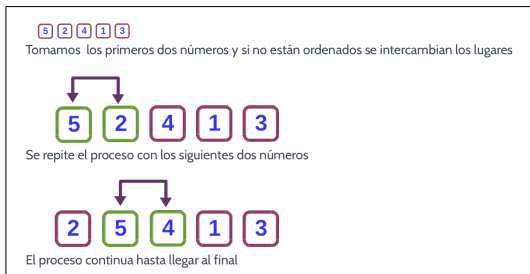 5 2 4 1 3
Tomamos los primeros dos números y si no están ordenados se intercambian los lugares
5 2 4 1 3
Se repite el proceso con los siguientes dos números
2 5 4 1 3
El proceso continua hasta llegar al final